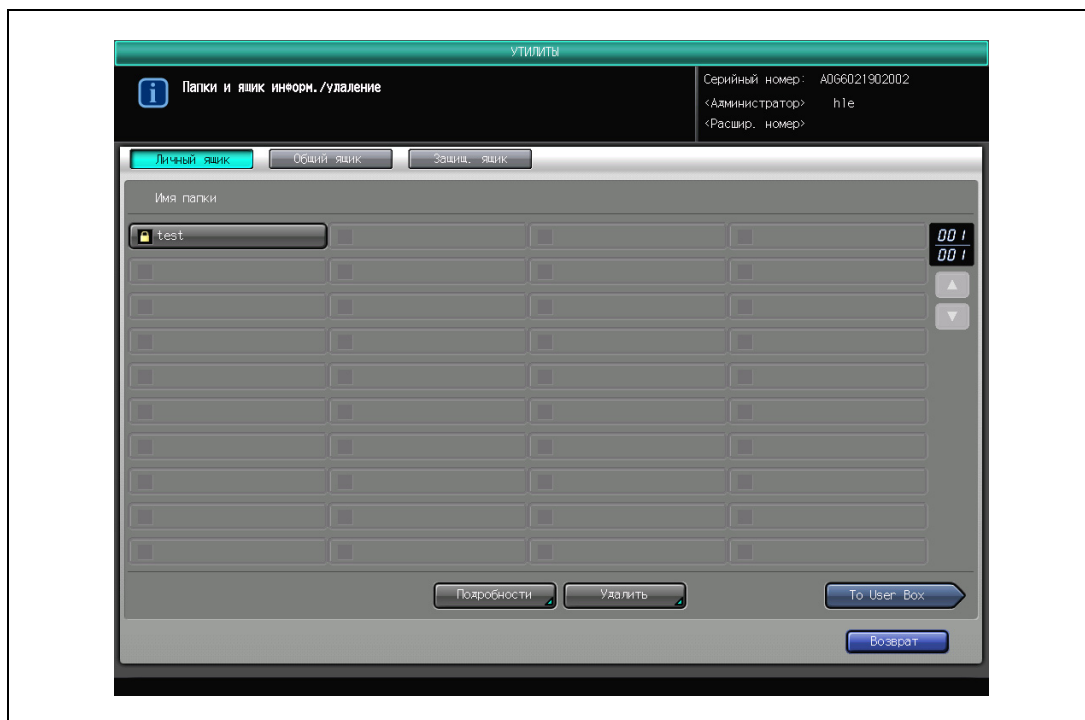 УТИЛИТЫ
Папки и ящик информ./удаление
Серийный номер: A0G6021902002
<Администратор> hle
<Расшир. номер>
Личный ящик Общий ящик Защищ. ящик
Имя папки
test
001
001
Подробности Удалить To User Box
Возврат